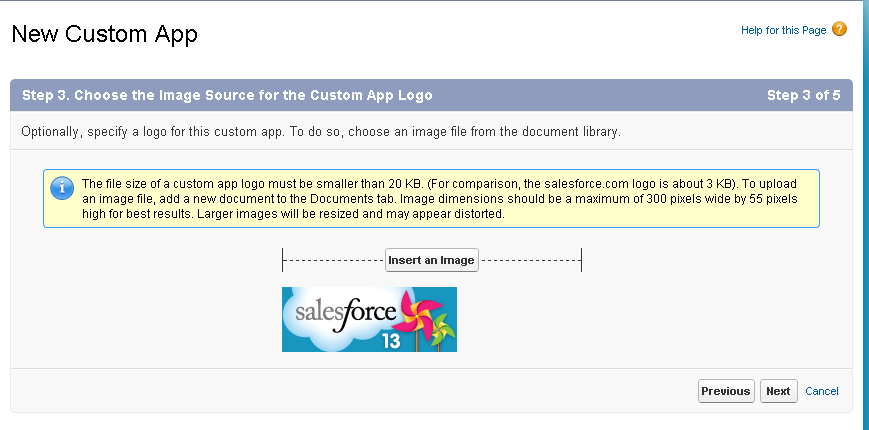 New Custom App
Help for this Page ?
Step 3. Choose the Image Source for the Custom App Logo
Step 3 of 5
Optionally, specify a logo for this custom app. To do so, choose an image file from the document library.
i
The file size of a custom app logo must be smaller than 20 KB. (For comparison, the salesforce.com logo is about 3 KB). To upload
an image file, add a new document to the Documents tab. Image dimensions should be a maximum of 300 pixels wide by 55 pixels
high for best results. Larger images will be resized and may appear distorted.
Insert an Image
salesforce
13
Previous
Next
Cancel